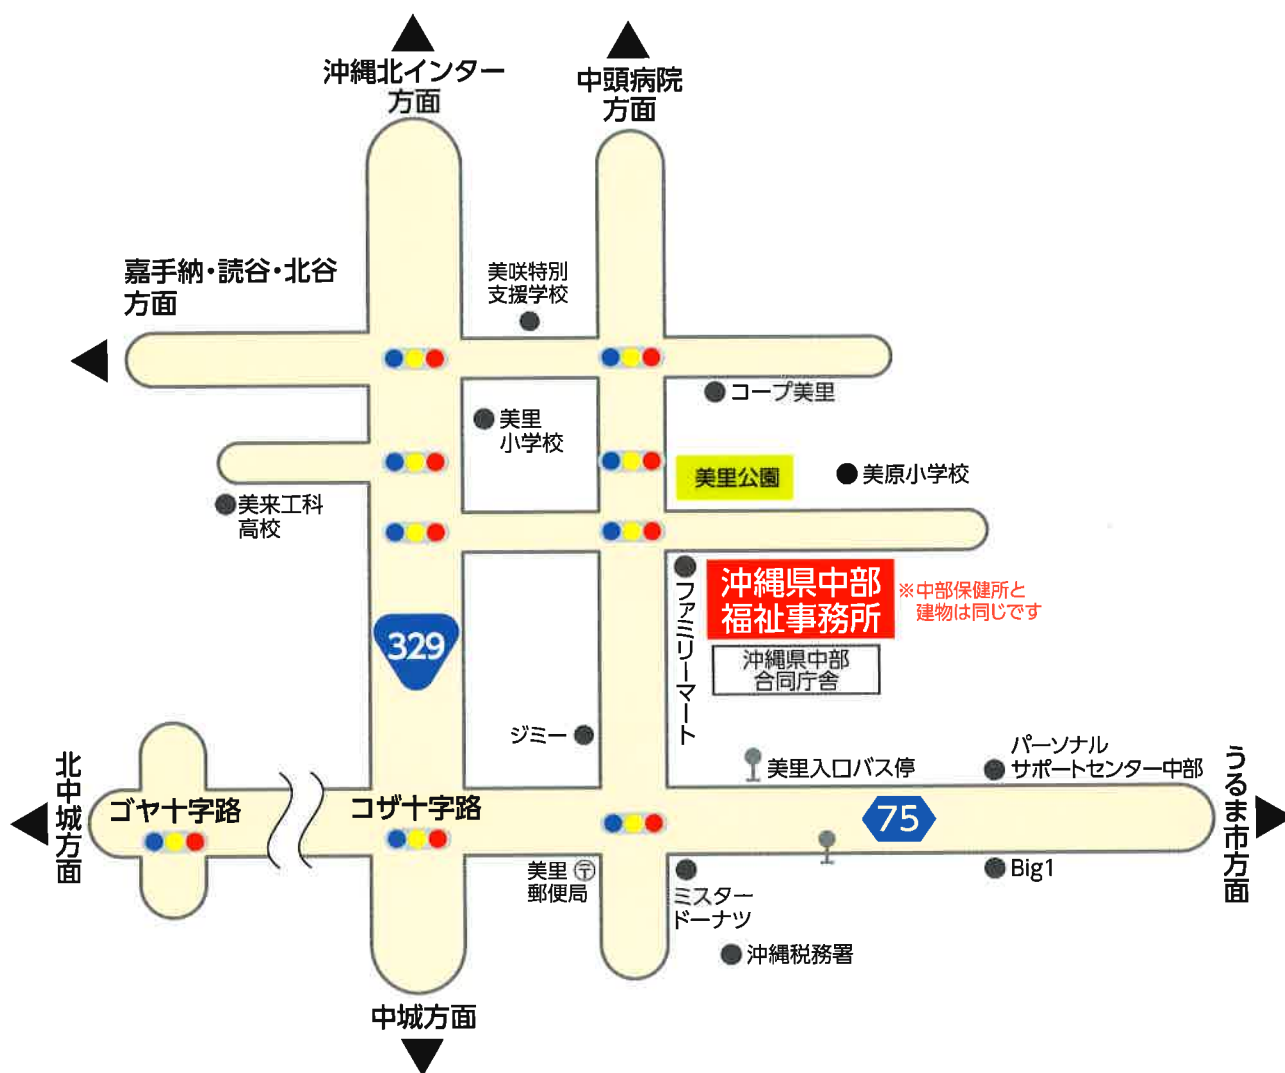 沖縄北インター
方面
中頭病院
方面
嘉手納・読谷・北谷
方面
美咲特別
支援学校
コープ美里
美里
小学校
美里公園
美原小学校
美来工科
高校
ファミリーマート
沖縄県中部
福祉事務所
※中部保健所と
建物は同じです
沖縄県中部
合同庁舎
329
ジミー
美里入口バス停
パーソナル
サポートセンター中部
北中城方面
ゴヤ十字路
コザ十字路
75
うるま市方面
美里〒
郵便局
ミスター
ドーナツ
Big1
沖縄税務署
中城方面